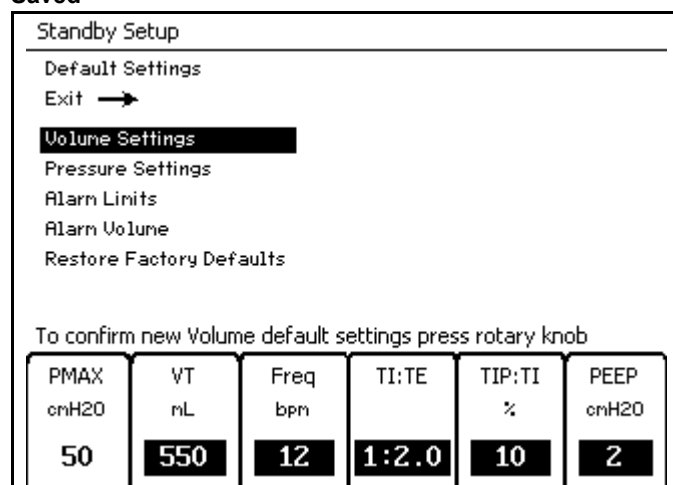 Saved
Standby Setup
Default Settings
Exit
Volume Settings
Pressure Settings
Alarm Limits
Alarm Volume
Restore Factory Defaults
To confirm new Volume default settings press rotary knob
PMAX VT Freq TI:TE TIP:TI PEEP
cmH2O mL bpm % cmH2O
50 550 12 1:2.0 10 2